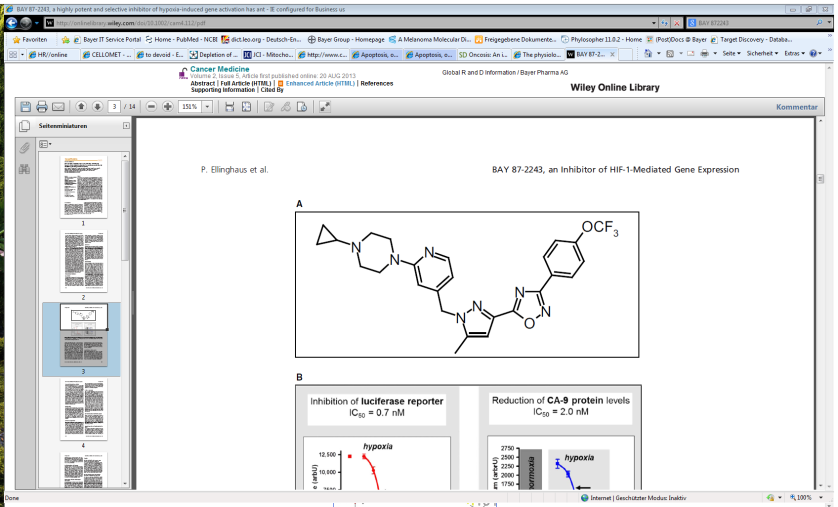 BAY 87-2243, a highly potent and selective inhibitor of hypoxia-induced gene activation has ant - IE configured for Business us
http://onlinelibrary.wiley.com/doi/10.1002/cam4.112/pdf
BAY 872243
Favoriten
Bayer IT Service Portal
Home - PubMed - NCBI
dict.leo.org - Deutsch-En...
Bayer Group - Homepage
A Melanoma Molecular Dis...
Freigegebene Dokumente...
Phylosopher 11.0.2 - Home
(Post)Docs @ Bayer
Target Discovery - Databa...
HR/online
CELLOMET - ...
to devoid - E...
Depletion of ...
JCI - Mitocho...
http://www.c...
Apoptosis, o...
Apoptosis, o...
SD Oncosis: An i...
The physiolo...
BAY 87-2...
Seite
Sicherheit
Extras
Cancer Medicine
Volume 2, Issue 5, Article first published online: 20 AUG 2013
Abstract | Full Article (HTML) | Enhanced Article (HTML) | References
Supporting Information | Cited By
Global R and D Information / Bayer Pharma AG
Wiley Online Library
3 / 14
151%
Kommentar
Seitenminiaturen
1
2
3
4
P. Ellinghaus et al.
BAY 87-2243, an Inhibitor of HIF-1-Mediated Gene Expression
A
OCF3
N
N
N
N
N
N
N
O
B
Inhibition of luciferase reporter
IC50 = 0.7 nM
hypoxia
12,500
10,000
Reduction of CA-9 protein levels
IC50 = 2.0 nM
hypoxia
2750
2500
2250
2000
1750
Done
Internet | Geschützter Modus: Inaktiv
100%